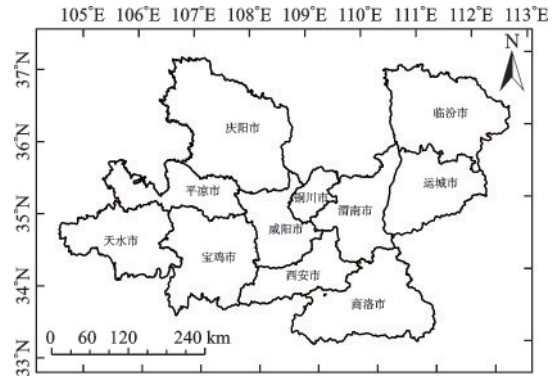 105°E 106°E 107°E 108°E 109°E 110°E 111°E 112°E 113°E
N
37°N
临汾市
庆阳市
36°N
平凉市
铜川市
运城市
渭南市
35°N
咸阳市
天水市
宝鸡市
西安市
34°N
商洛市
0 60 120 240 km
33°N